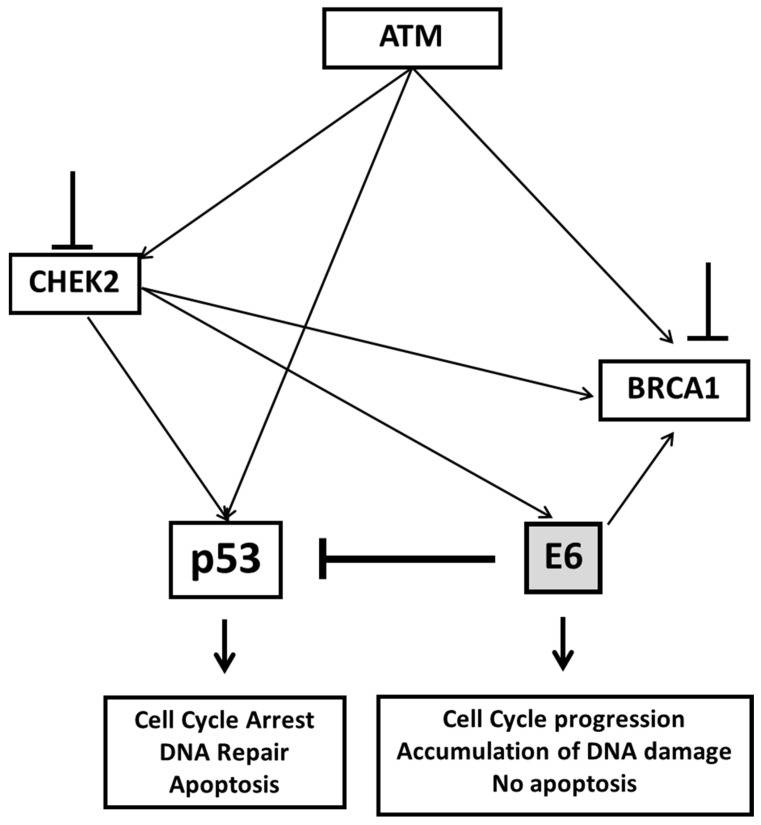 ATM
CHEK2
BRCA1
p53
E6
Cell Cycle Arrest
DNA Repair
Apoptosis
Cell Cycle progression
Accumulation of DNA damage
No apoptosis